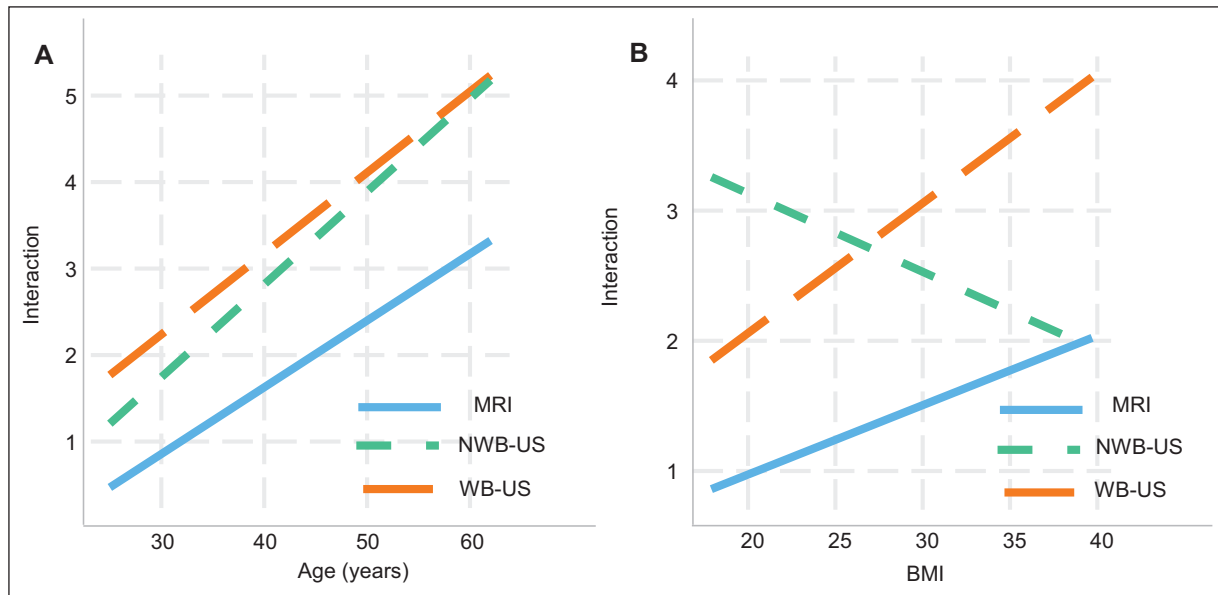 A
5
4
3
2
1
Interaction
MRI
NWB-US
WB-US
30 40 50 60
Age (years)
B
4
3
2
1
Interaction
MRI
NWB-US
WB-US
20 25 30 35 40
BMI